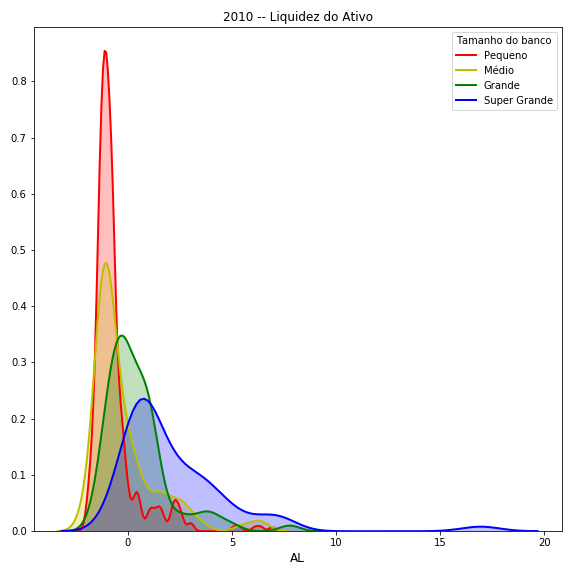 2010 -- Liquidez do Ativo
Tamanho do banco
Pequeno
Médio
Grande
Super Grande
0.8
0.7
0.6
0.5
0.4
0.3
0.2
0.1
0.0
0 5 10 15 20
AL